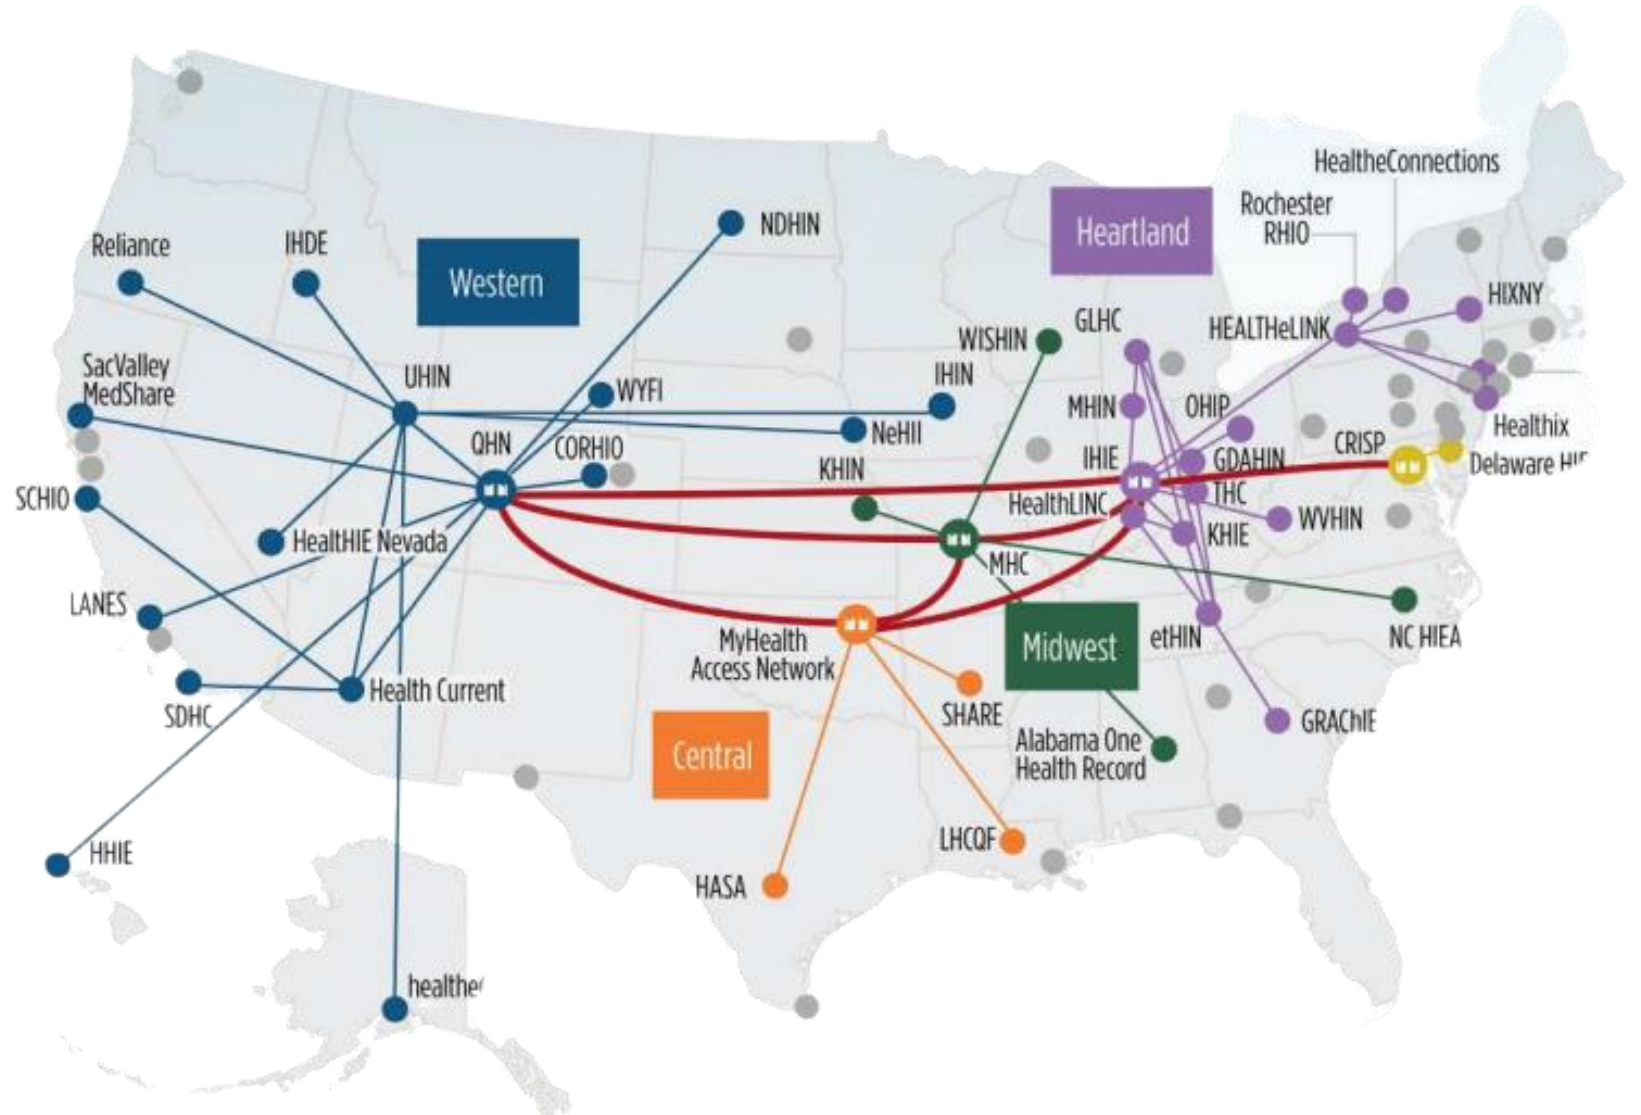 HealtheConnections
Rochester
RHIO
Heartland
NDHIN
Reliance
IHDE
Western
HIXNY
GLHC
HEALTHeLINK
WISHIN
SacValley
MedShare
UHIN
WYFI
IHIN
MHIN
OHIP
NeHII
Healthix
QHN
CORHIO
CRISP
KHIN
IHIE
GDAHIN
Delaware
SCHIO
HealthLINC
THC
WVHIN
HealtHIE Nevada
KHIE
MHC
LANES
MyHealth
Access Network
Midwest
etHIN
NC HIEA
Health Current
SDHC
SHARE
GRAChIE
Central
Alabama One
Health Record
HHIE
LHCQF
HASA